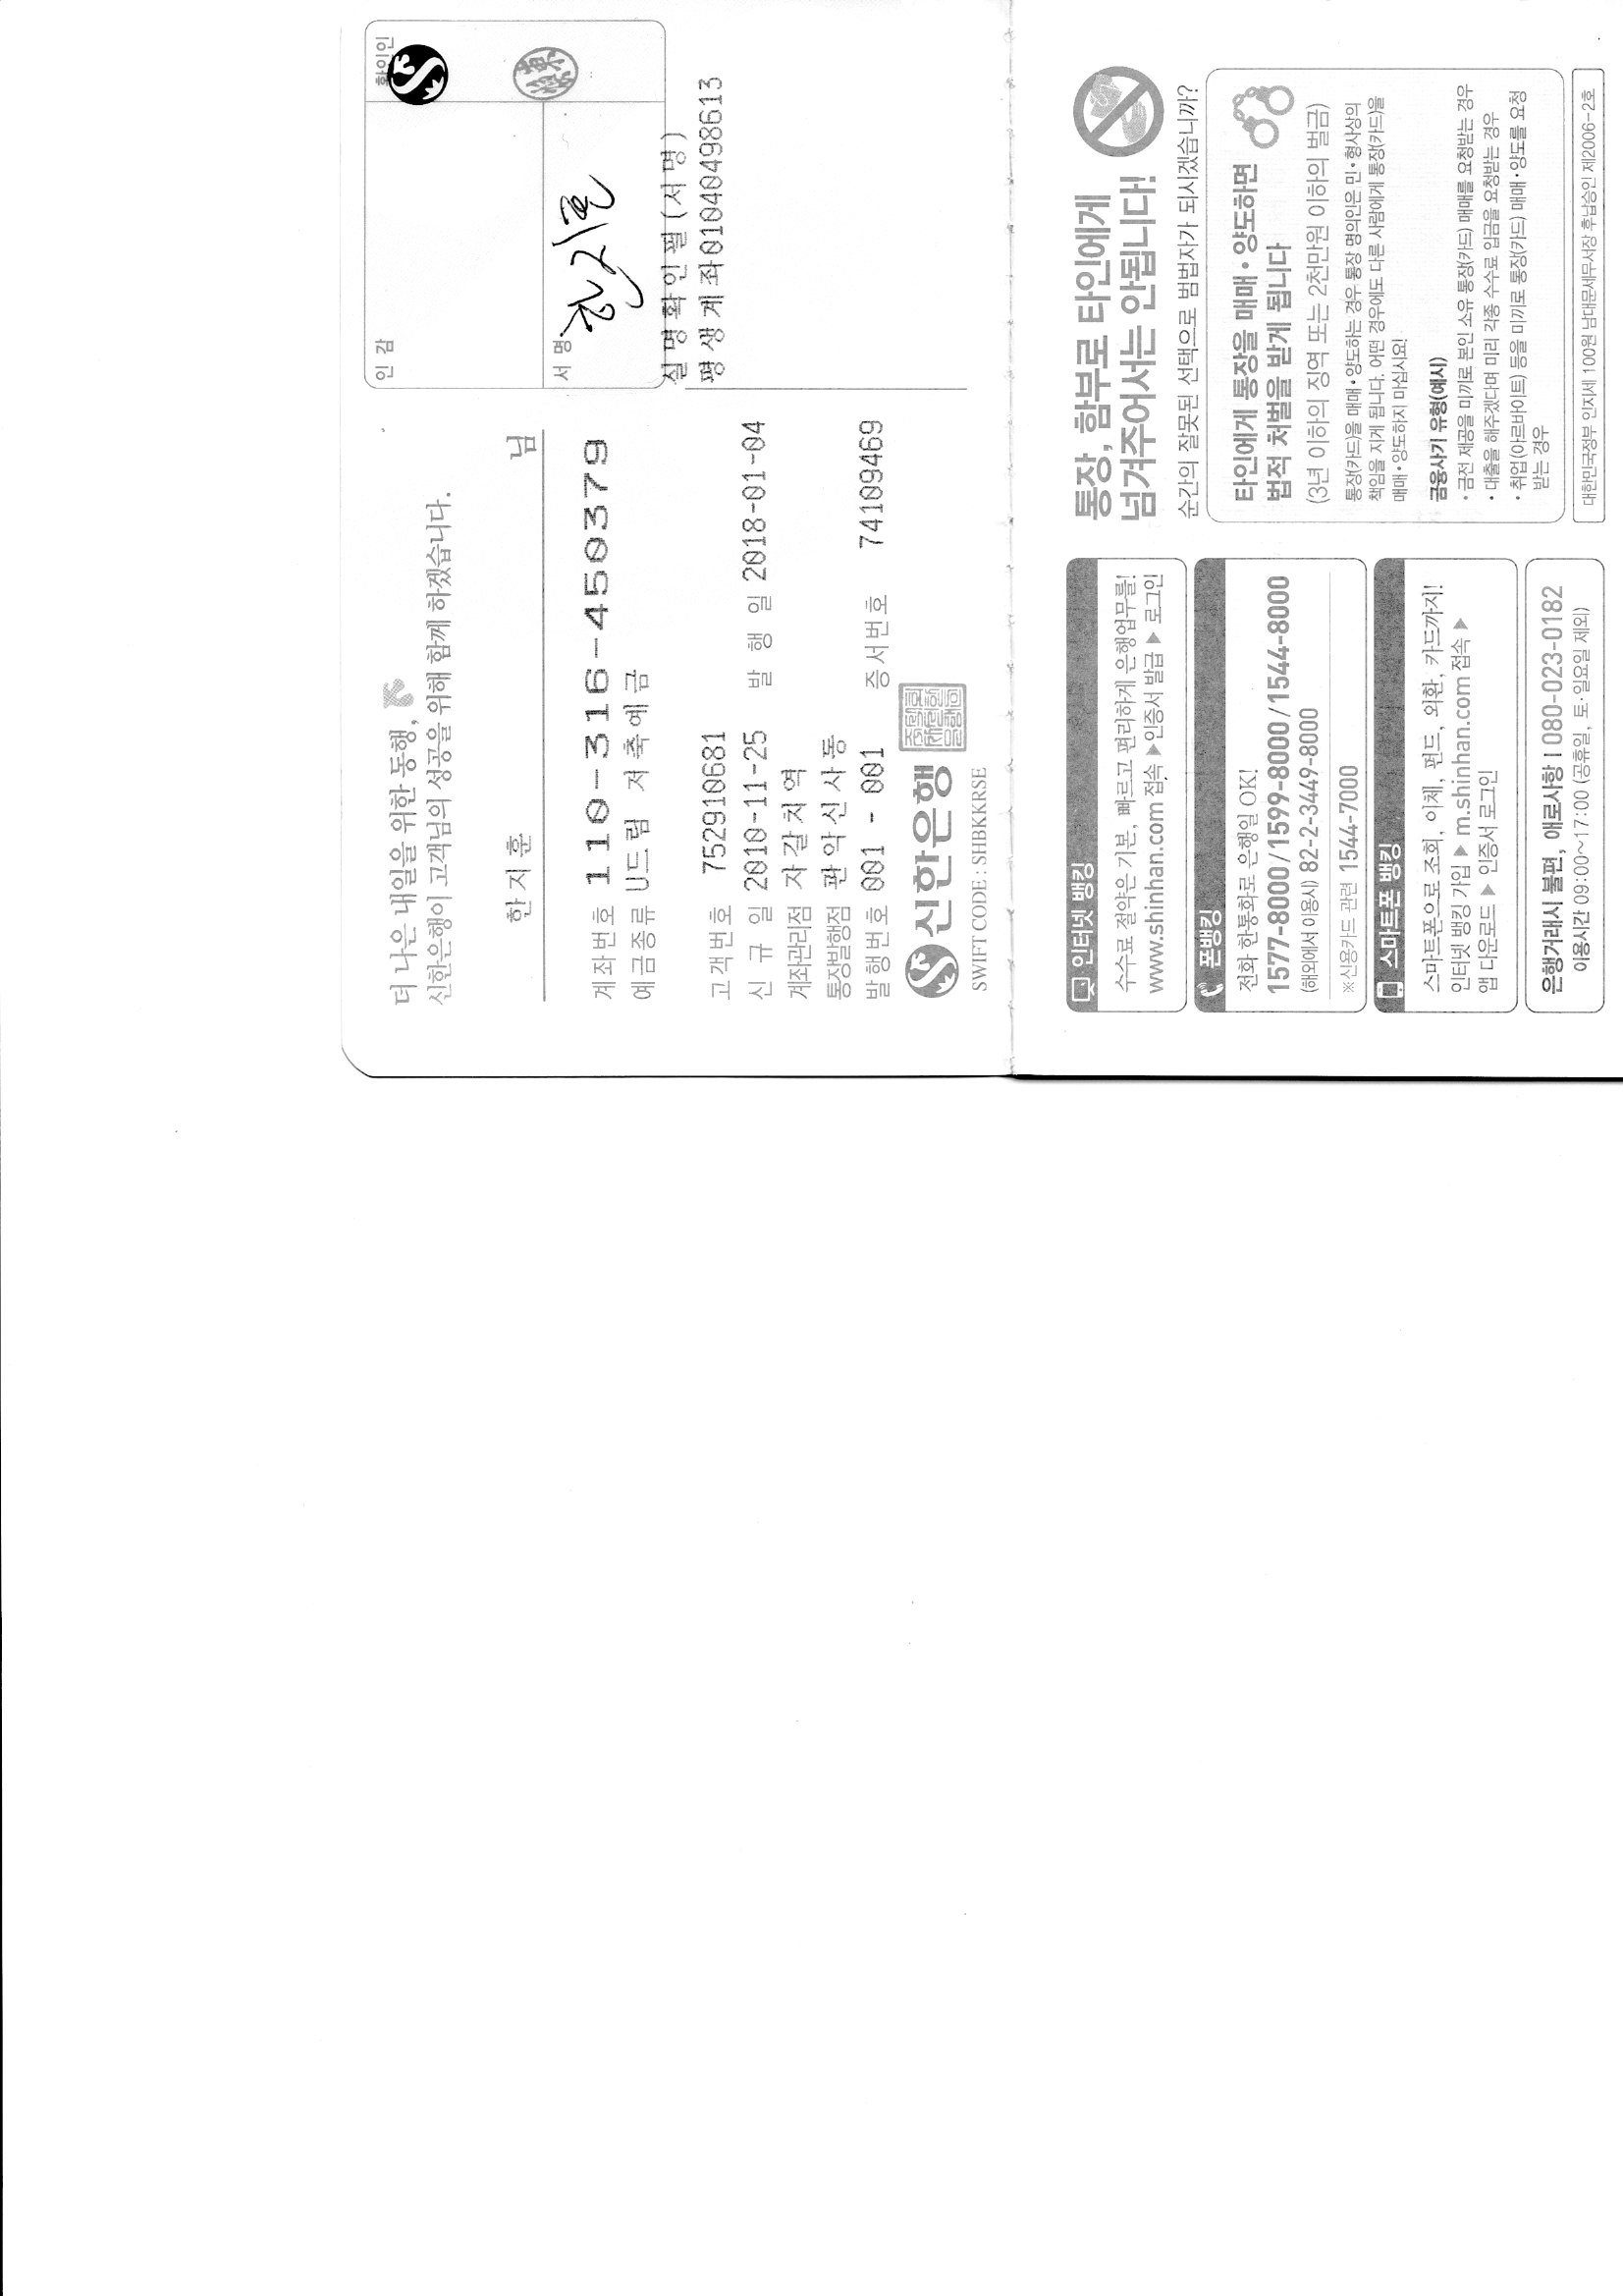 더 나은 내일을 위한 동행,
신한은행이 고객님의 성공을 위해 함께 하겠습니다.
한지훈 님
계좌번호 110-316-450379
예금종류 U드림 저축예금
고객번호 752910681
신규일 2010-11-25 발행일 2018-01-04
계좌관리점 자갈치역
통장발행점 관악신사동
발행번호 001 - 001 증서번호 74109469
신한은행
SWIFT CODE : SHBKKRSE
인감
확인인
서명
한지훈
실명확인필(서명)
평생계좌01040498613
인터넷 뱅킹
수수료 절약은 기본, 빠르고 편리하게 은행업무를!
www.shinhan.com 접속 ▶ 인증서 발급 ▶ 로그인
폰뱅킹
전화 한통화로 은행일 OK!
1577-8000/1599-8000/1544-8000
(해외에서 이용시) 82-2-3449-8000
※ 신용카드 관련 1544-7000
스마트폰 뱅킹
스마트폰으로 조회, 이체, 펀드, 외환, 카드까지!
인터넷 뱅킹 가입 ▶ m.shinhan.com 접속 ▶
앱 다운로드 ▶ 인증서 로그인
은행거래시 불편, 애로사항 | 080-023-0182
이용시간 09:00~17:00 (공휴일, 토·일요일 제외)
통장, 함부로 타인에게
넘겨주어서는 안됩니다!
순간의 잘못된 선택으로 범법자가 되시겠습니까?
타인에게 통장을 매매·양도하면
법적 처벌을 받게 됩니다
(3년 이하의 징역 또는 2천만원 이하의 벌금)
통장(카드)을 매매·양도하는 경우 통장 명의인은 민·형사상의
책임을 지게 됩니다. 어떤 경우에도 다른 사람에게 통장(카드)을
매매·양도하지 마십시요!
금융사기 유형(예시)
• 금전 제공을 미끼로 본인 소유 통장(카드) 매매를 요청받는 경우
• 대출을 해주겠다며 미리 각종 수수료 입금을 요청받는 경우
• 취업(아르바이트) 등을 미끼로 통장(카드) 매매·양도를 요청
받는 경우
대한민국정부 인지세 100원 남대문세무서장 후납승인 제2006-2호